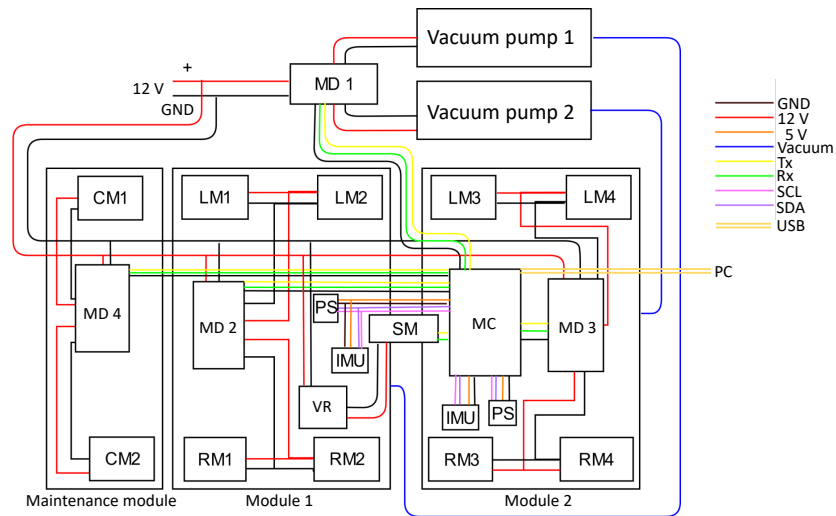 Vacuum pump 1
+
12 V
GND
MD 1
Vacuum pump 2
GND
12 V
5 V
Vacuum
Tx
Rx
SCL
SDA
USB
CM1
LM1
LM2
LM3
LM4
PC
MD 4
MD 2
PS
SM
MC
MD 3
IMU
VR
IMU
PS
CM2
RM1
RM2
RM3
RM4
Maintenance module
Module 1
Module 2